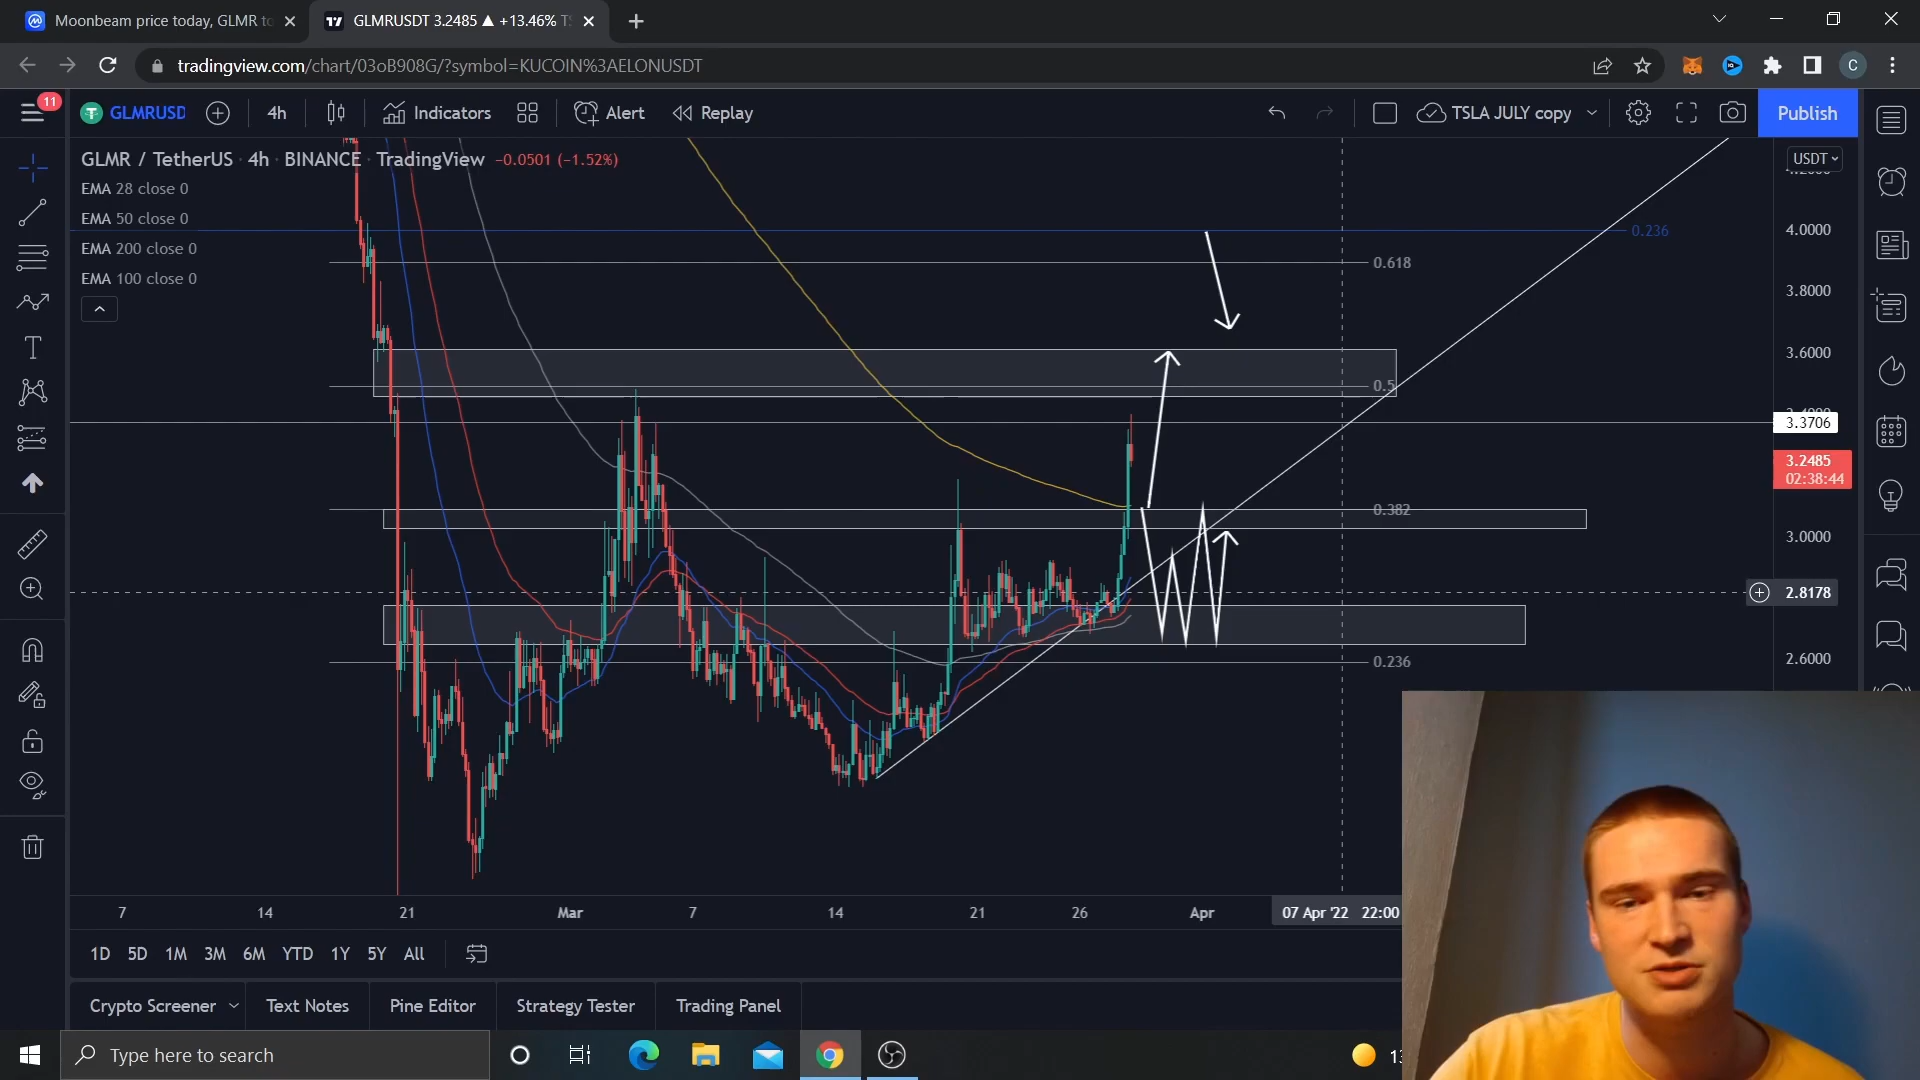 Moonbeam price today, GLMR to
GLMRUSDT 3.2485 ▲ +13.46%
tradingview.com/chart/03oB908G/?symbol=KUCOIN%3AELONUSDT
C
11
GLMRUSD
4h
Indicators
Alert
Replay
TSLA JULY copy
Publish
GLMR / TetherUS · 4h · BINANCE · TradingView −0.0501 (−1.52%)
USDT
EMA 28 close 0
EMA 50 close 0
EMA 200 close 0
EMA 100 close 0
0.236
4.0000
0.618
3.8000
3.6000
0.5
3.3706
3.2485
02:38:44
0.382
3.0000
2.8178
0.236
2.6000
7
14
21
Mar
7
14
21
26
Apr
07 Apr '22 22:00
1D
5D
1M
3M
6M
YTD
1Y
5Y
All
Crypto Screener
Text Notes
Pine Editor
Strategy Tester
Trading Panel
Type here to search